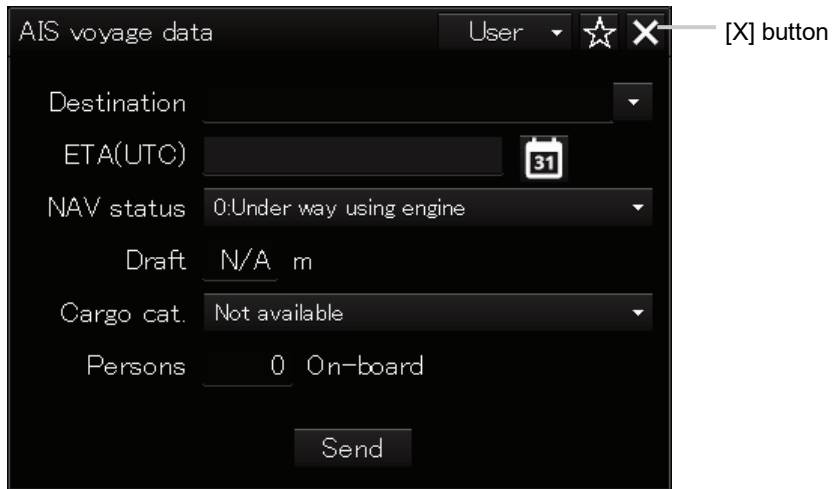 AIS voyage data User [X] button
Destination
ETA(UTC) 31
NAV status 0:Under way using engine
Draft N/A m
Cargo cat. Not available
Persons 0 On-board
Send